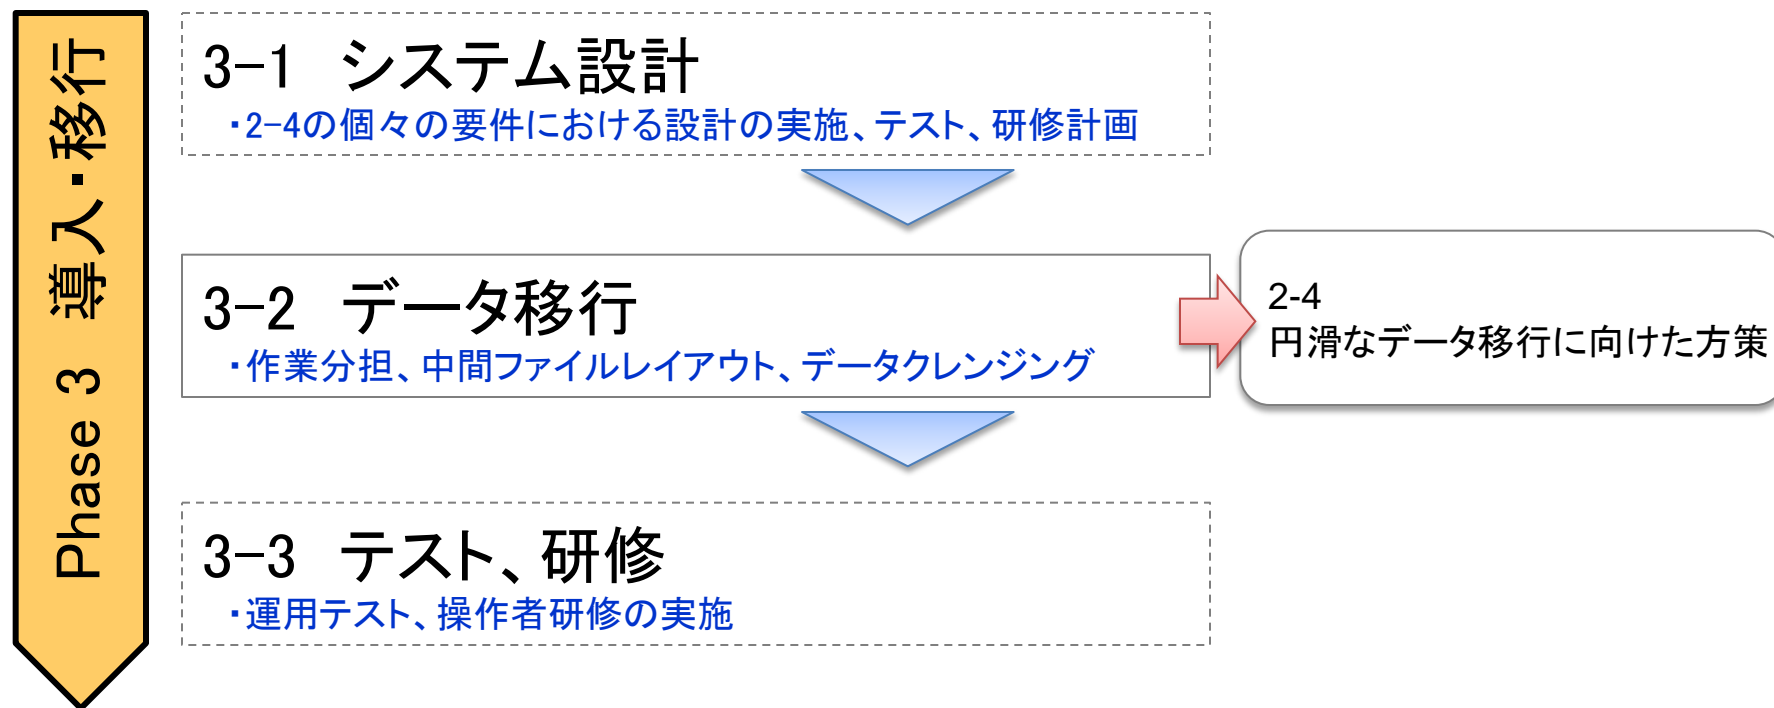 Phase 3　導入・移行
3-1　システム設計
・2-4の個々の要件における設計の実施、テスト、研修計画
3-2　データ移行
・作業分担、中間ファイルレイアウト、データクレンジング
2-4
円滑なデータ移行に向けた方策
3-3　テスト、研修
・運用テスト、操作者研修の実施